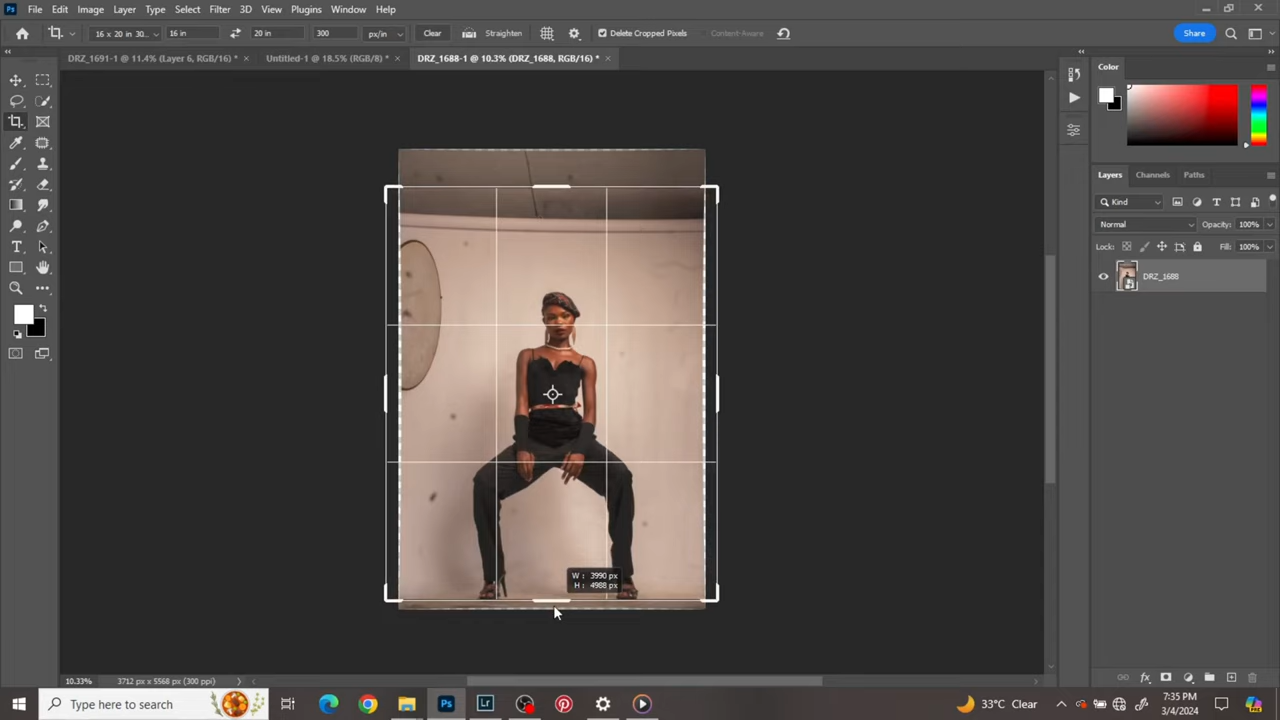 Ps File Edit Image Layer Type Select Filter 3D View Plugins Window Help
16 x 20 in 30... 16 in 20 in 300 px/in Clear Straighten Delete Cropped Pixels Content-Aware Share
DRZ_1691-1 @ 11.4% (Layer 6, RGB/16) * × Untitled-1 @ 18.5% (RGB/8) * × DRZ_1688-1 @ 10.3% (DRZ_1688, RGB/16) * ×
Color
Layers Channels Paths
Kind
Normal Opacity: 100%
Lock: Fill: 100%
DRZ_1688
W : 3990 px
H : 4988 px
10.33% 3712 px x 5568 px (300 ppi)
Type here to search Ps Lr 33°C Clear 7:35 PM
3/4/2024